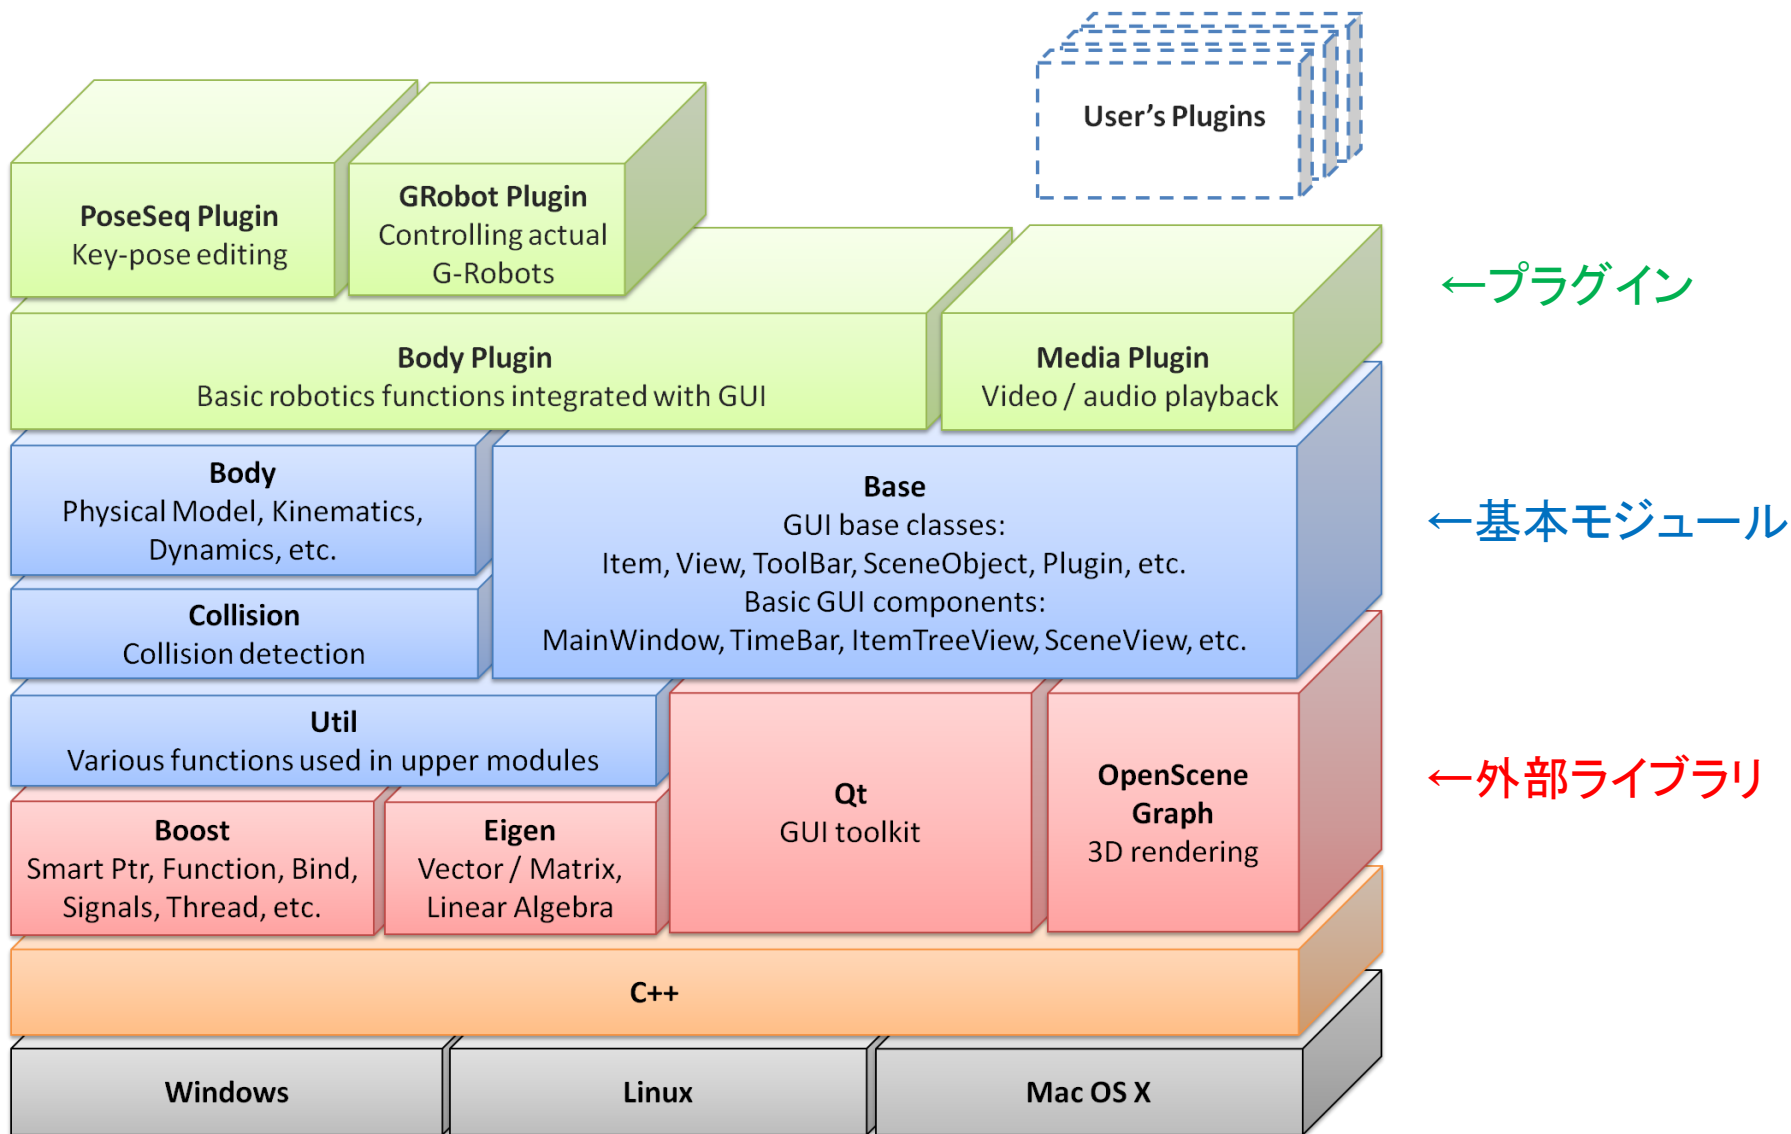 User’s Plugins
PoseSeq Plugin
Key-pose editing
GRobot Plugin
Controlling actual
G-Robots
←プラグイン
Body Plugin
Basic robotics functions integrated with GUI
Media Plugin
Video / audio playback
Body
Physical Model, Kinematics,
Dynamics, etc.
Base
GUI base classes:
Item, View, ToolBar, SceneObject, Plugin, etc.
Basic GUI components:
MainWindow, TimeBar, ItemTreeView, SceneView, etc.
←基本モジュール
Collision
Collision detection
Util
Various functions used in upper modules
Qt
GUI toolkit
OpenScene
Graph
3D rendering
←外部ライブラリ
Boost
Smart Ptr, Function, Bind,
Signals, Thread, etc.
Eigen
Vector / Matrix,
Linear Algebra
C++
Windows
Linux
Mac OS X